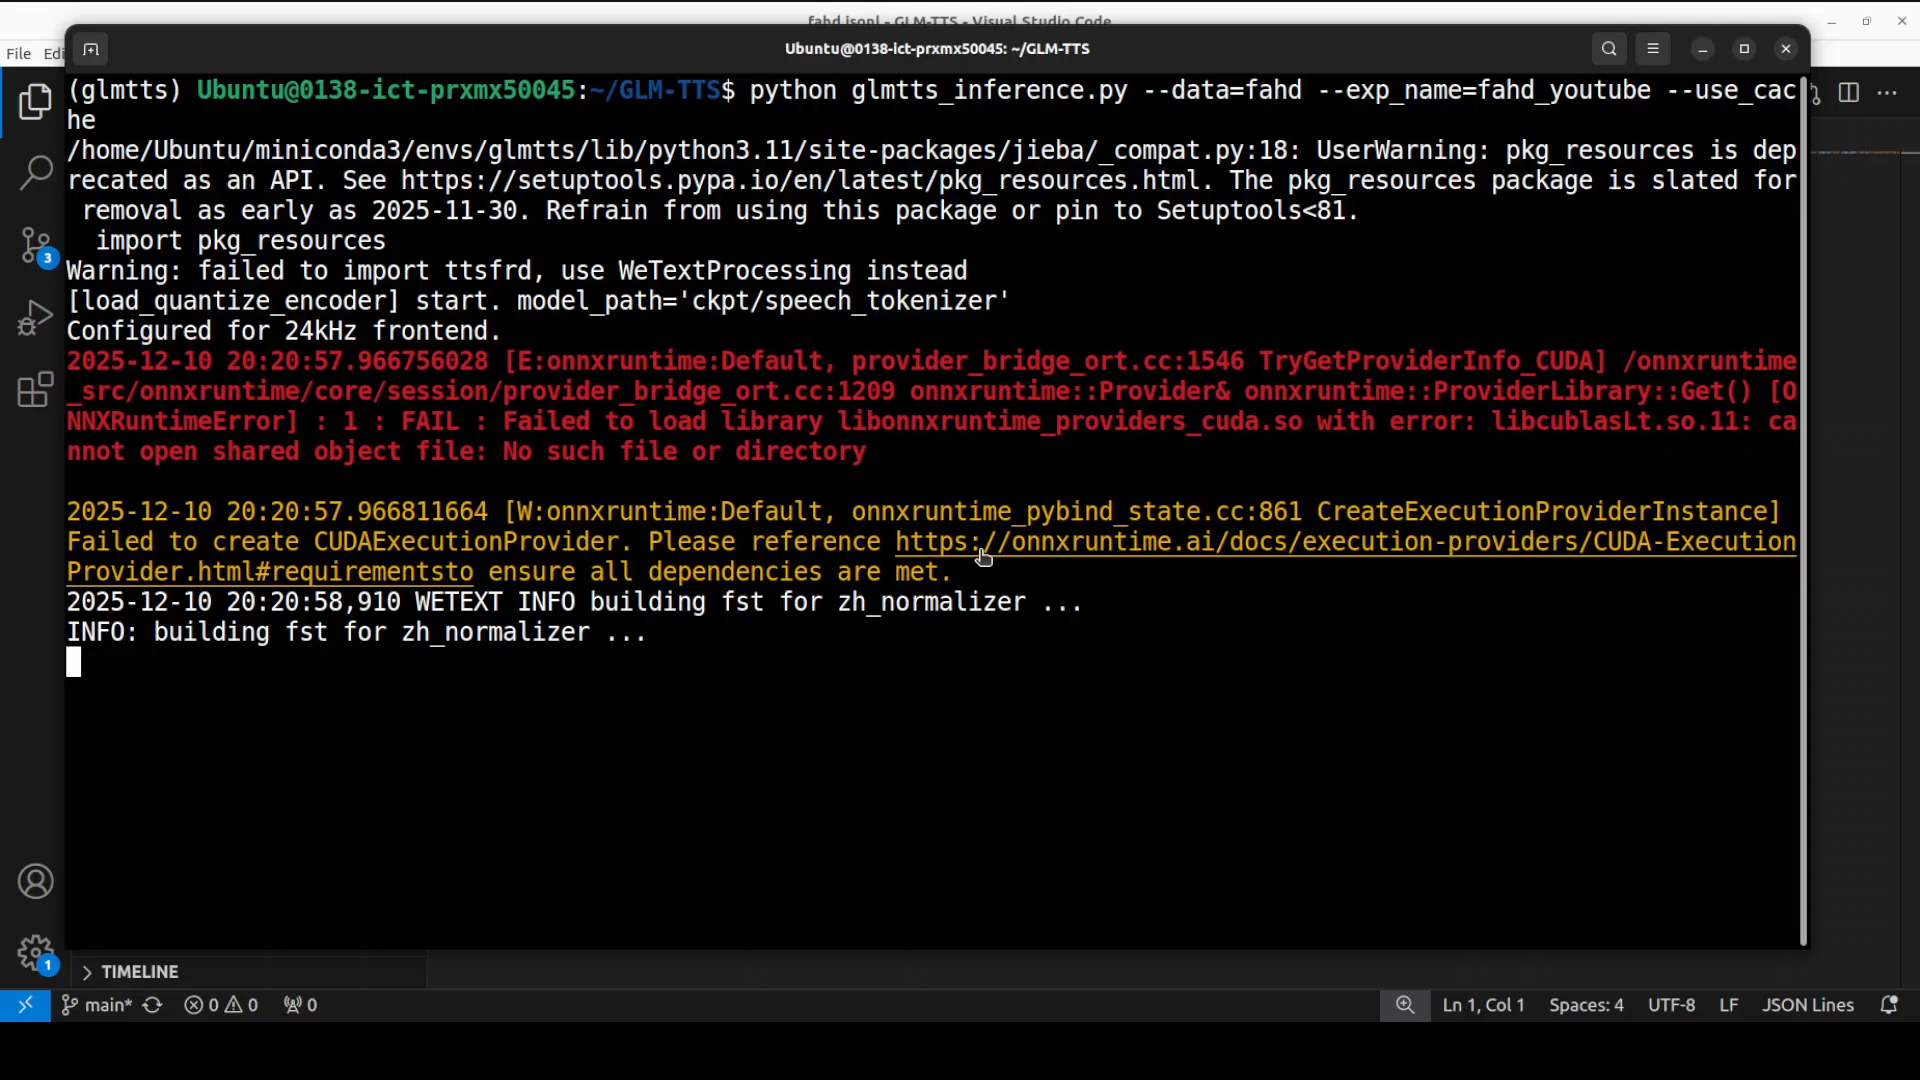 fahd.jsonl - GLM-TTS - Visual Studio Code
File Edi
Ubuntu@0138-ict-prxmx50045: ~/GLM-TTS
(glmtts) Ubuntu@0138-ict-prxmx50045:~/GLM-TTS$ python glmtts_inference.py --data=fahd --exp_name=fahd_youtube --use_cac
he
/home/Ubuntu/miniconda3/envs/glmtts/lib/python3.11/site-packages/jieba/_compat.py:18: UserWarning: pkg_resources is dep
recated as an API. See https://setuptools.pypa.io/en/latest/pkg_resources.html. The pkg_resources package is slated for
 removal as early as 2025-11-30. Refrain from using this package or pin to Setuptools<81.
  import pkg_resources
Warning: failed to import ttsfrd, use WeTextProcessing instead
[load_quantize_encoder] start. model_path='ckpt/speech_tokenizer'
Configured for 24kHz frontend.
2025-12-10 20:20:57.966756028 [E:onnxruntime:Default, provider_bridge_ort.cc:1546 TryGetProviderInfo_CUDA] /onnxruntime
_src/onnxruntime/core/session/provider_bridge_ort.cc:1209 onnxruntime::Provider& onnxruntime::ProviderLibrary::Get() [O
NNXRuntimeError] : 1 : FAIL : Failed to load library libonnxruntime_providers_cuda.so with error: libcublasLt.so.11: ca
nnot open shared object file: No such file or directory
2025-12-10 20:20:57.966811664 [W:onnxruntime:Default, onnxruntime_pybind_state.cc:861 CreateExecutionProviderInstance]
Failed to create CUDAExecutionProvider. Please reference https://onnxruntime.ai/docs/execution-providers/CUDA-Execution
Provider.html#requirementsto ensure all dependencies are met.
2025-12-10 20:20:58,910 WETEXT INFO building fst for zh_normalizer ...
INFO: building fst for zh_normalizer ...
3
1
TIMELINE
main* 0 0 0 Ln 1, Col 1 Spaces: 4 UTF-8 LF JSON Lines